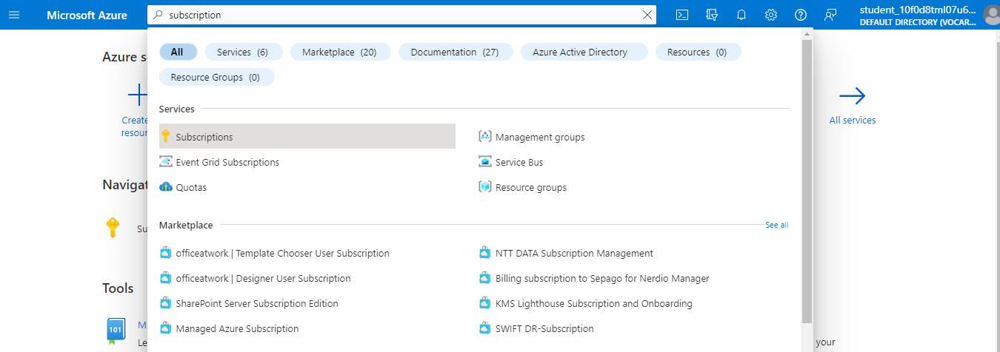 Microsoft Azure
subscription
student_10f0d8tml07u6...
DEFAULT DIRECTORY (VOCAR...
All
Services (6)
Marketplace (20)
Documentation (27)
Azure Active Directory
Resources (0)
Resource Groups (0)
Azure s
Create
resour
All services
Services
Subscriptions
Management groups
Event Grid Subscriptions
Service Bus
Quotas
Resource groups
Navigat
Su
Marketplace
See all
officeatwork | Template Chooser User Subscription
NTT DATA Subscription Management
officeatwork | Designer User Subscription
Billing subscription to Sepago for Nerdio Manager
SharePoint Server Subscription Edition
KMS Lighthouse Subscription and Onboarding
Managed Azure Subscription
SWIFT DR-Subscription
Tools
101
M
Le
your